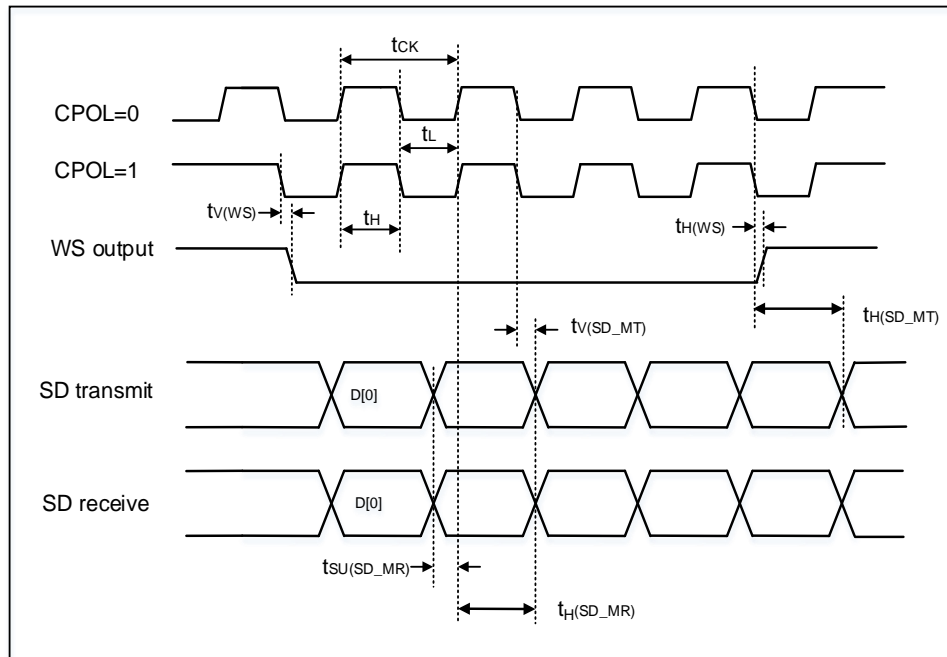 tCK
CPOL=0
tL
CPOL=1
tV(WS)
tH
tH(WS)
WS output
tV(SD_MT)
tH(SD_MT)
SD transmit
D[0]
SD receive
D[0]
tSU(SD_MR)
tH(SD_MR)